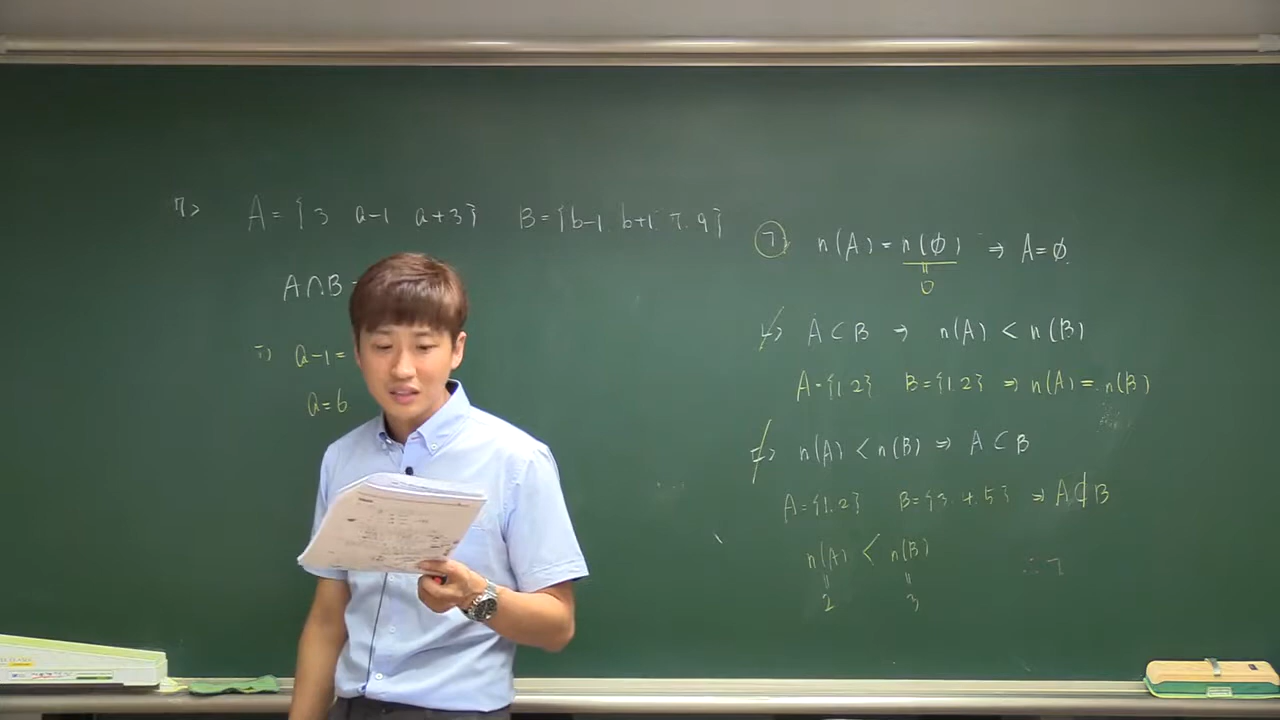 7> A = {3 a-1 a+3} B = {b-1. b+1. 7. 9}
A∩B
i) a-1=
a=6
㉠ n(A) = n(∅) ⇒ A=∅.
0
ㄴ> A⊂B ⇒ n(A) < n(B)
A={1.2} B={1.2} ⇒ n(A)=n(B)
ㄷ> n(A) < n(B) ⇒ A⊂B
A={1.2} B={3.4.5} ⇒ A⊄B
n(A) < n(B)
2 3
∴ ㄱ